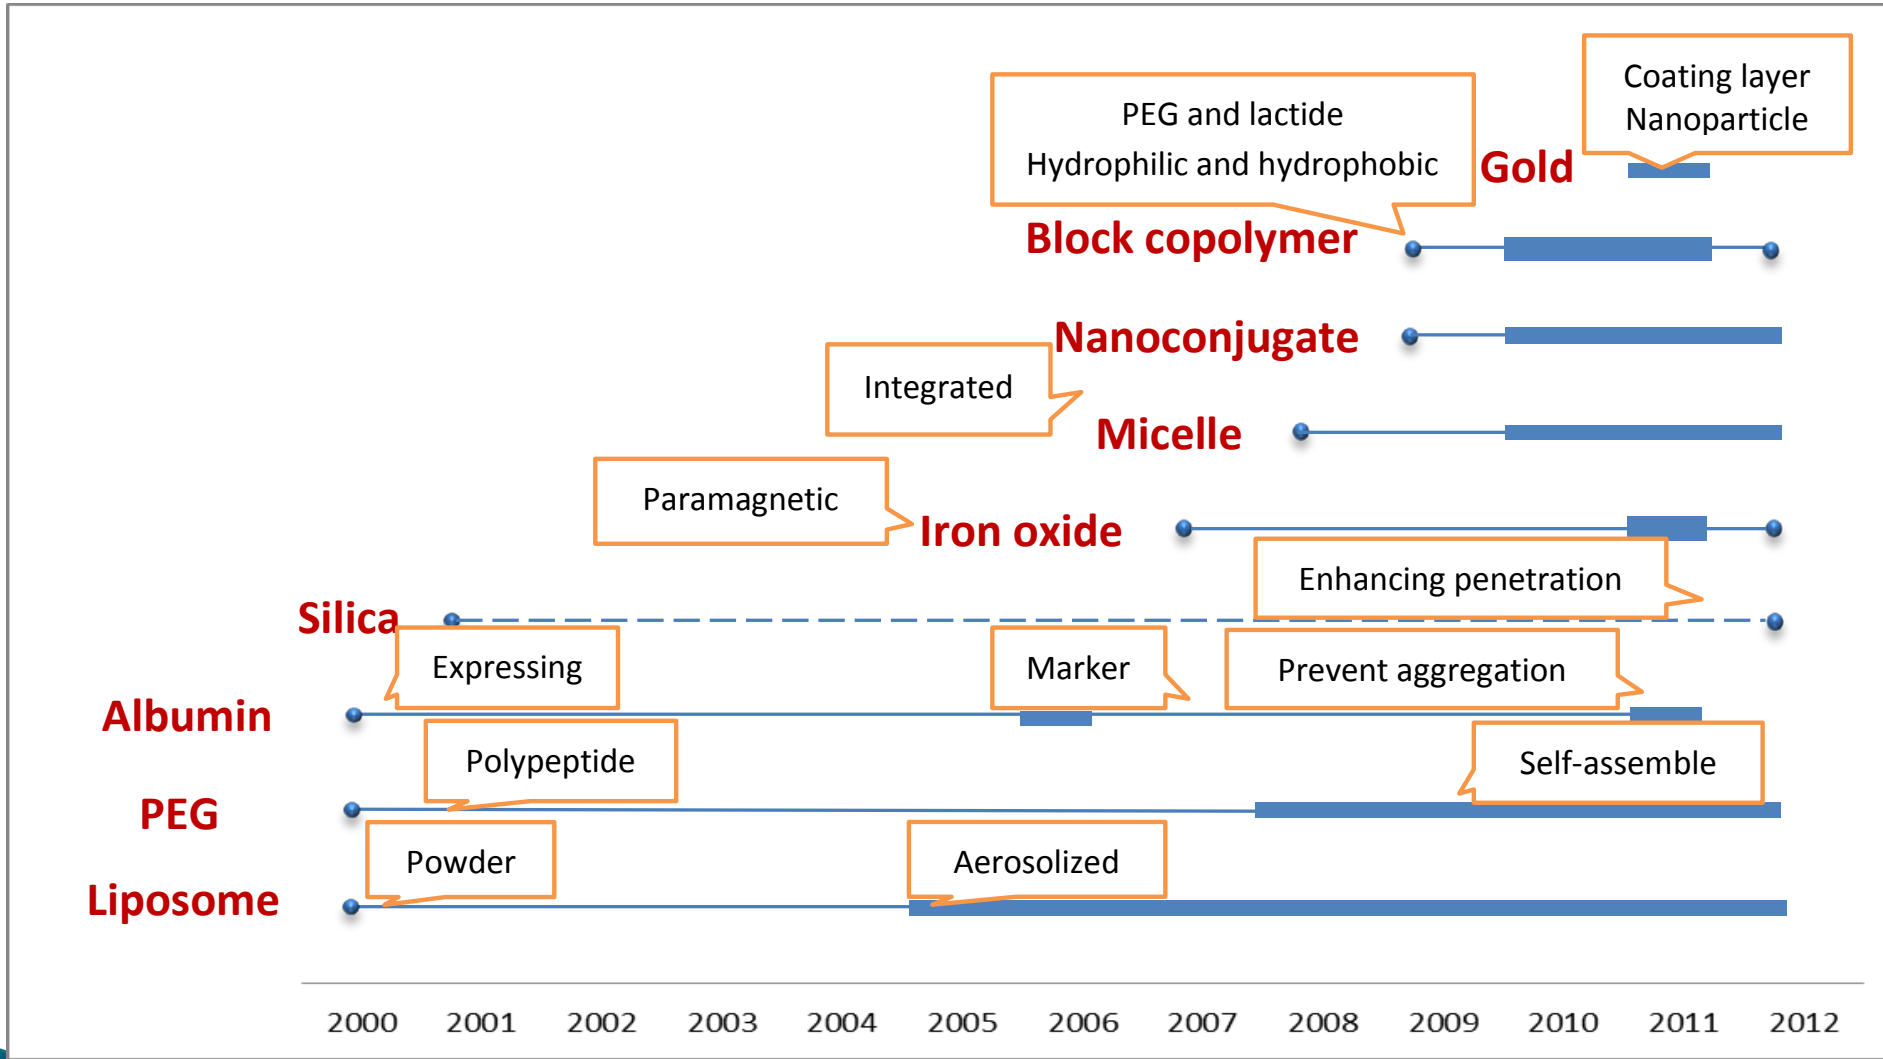 Coating layer
Nanoparticle
PEG and lactide
Hydrophilic and hydrophobic
Gold
Block copolymer
Nanoconjugate
Integrated
Micelle
Paramagnetic
Iron oxide
Enhancing penetration
Silica
Expressing
Marker
Prevent aggregation
Albumin
Polypeptide
Self-assemble
PEG
Powder
Aerosolized
Liposome
2000 2001 2002 2003 2004 2005 2006 2007 2008 2009 2010 2011 2012